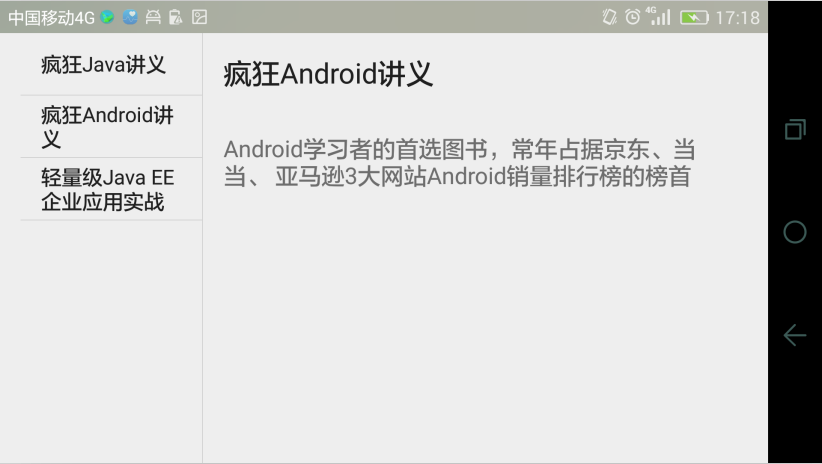 中国移动4G
4G
17:18
疯狂Java讲义
疯狂Android讲
义
轻量级Java EE
企业应用实战
疯狂Android讲义
Android学习者的首选图书，常年占据京东、当
当、 亚马逊3大网站Android销量排行榜的榜首